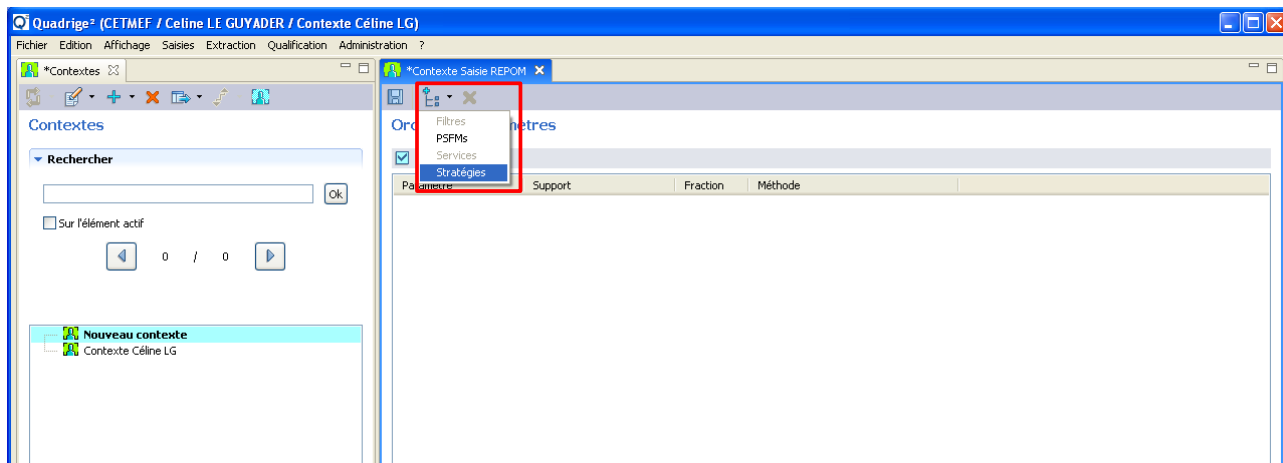 Quadrige² (CETMEF / Celine LE GUYADER / Contexte Céline LG)
Fichier Edition Affichage Saisies Extraction Qualification Administration ?
*Contextes
*Contexte Saisie REPOM
Contextes
Rechercher
Ok
Sur l'élément actif
0 / 0
Nouveau contexte
Contexte Céline LG
Filtres
PSFMs
Services
Stratégies
Paramètre Support Fraction Méthode